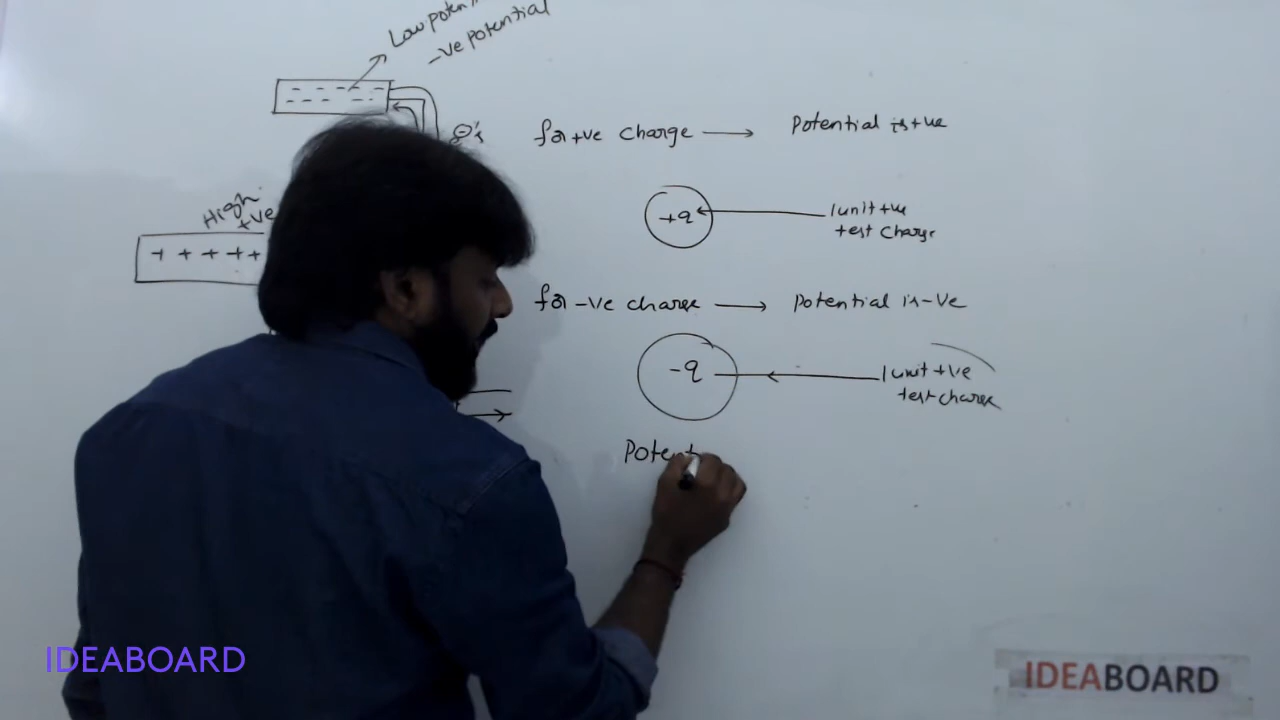 Low poten
-ve potential
⊖'s
High
+ve
+ + + + +
for +ve charge → Potential is +ve
+q
1 unit +ve
test charge
for -ve charge → Potential is -ve
-q
1 unit +ve
test charge
Potent
IDEABOARD
IDEABOARD